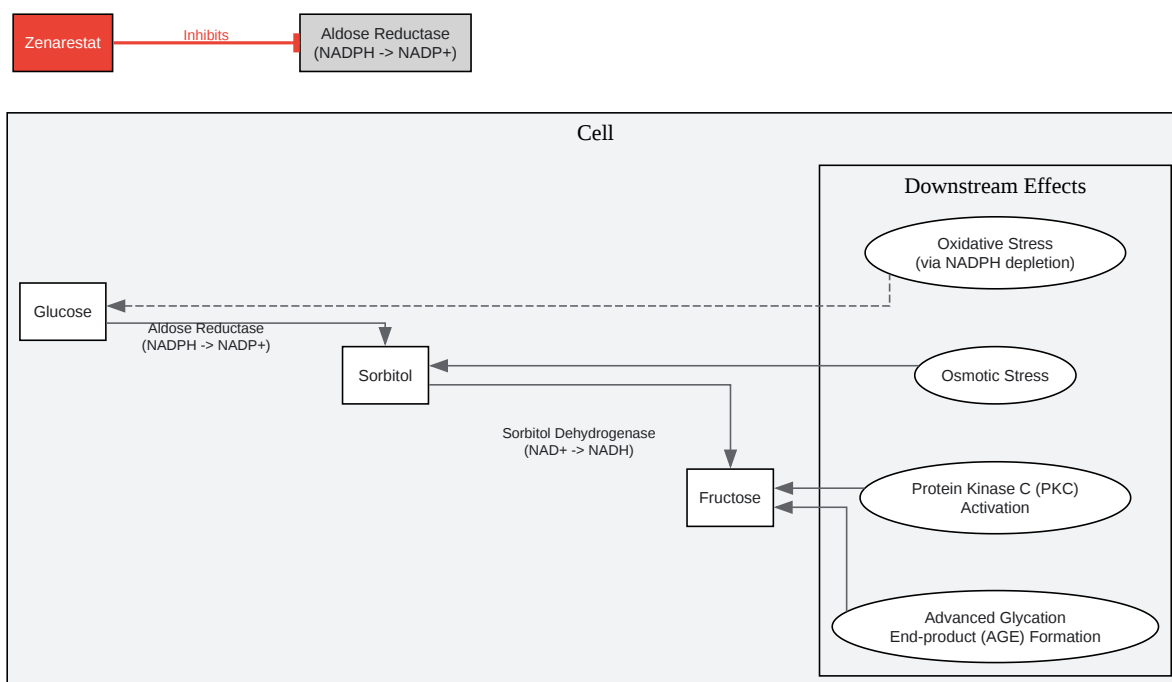 Zenarestat
Inhibits
Aldose Reductase
(NADPH -> NADP+)
Cell
Downstream Effects
Oxidative Stress
(via NADPH depletion)
Glucose
Aldose Reductase
(NADPH -> NADP+)
Sorbitol
Osmotic Stress
Sorbitol Dehydrogenase
(NAD+ -> NADH)
Fructose
Protein Kinase C (PKC)
Activation
Advanced Glycation
End-product (AGE) Formation